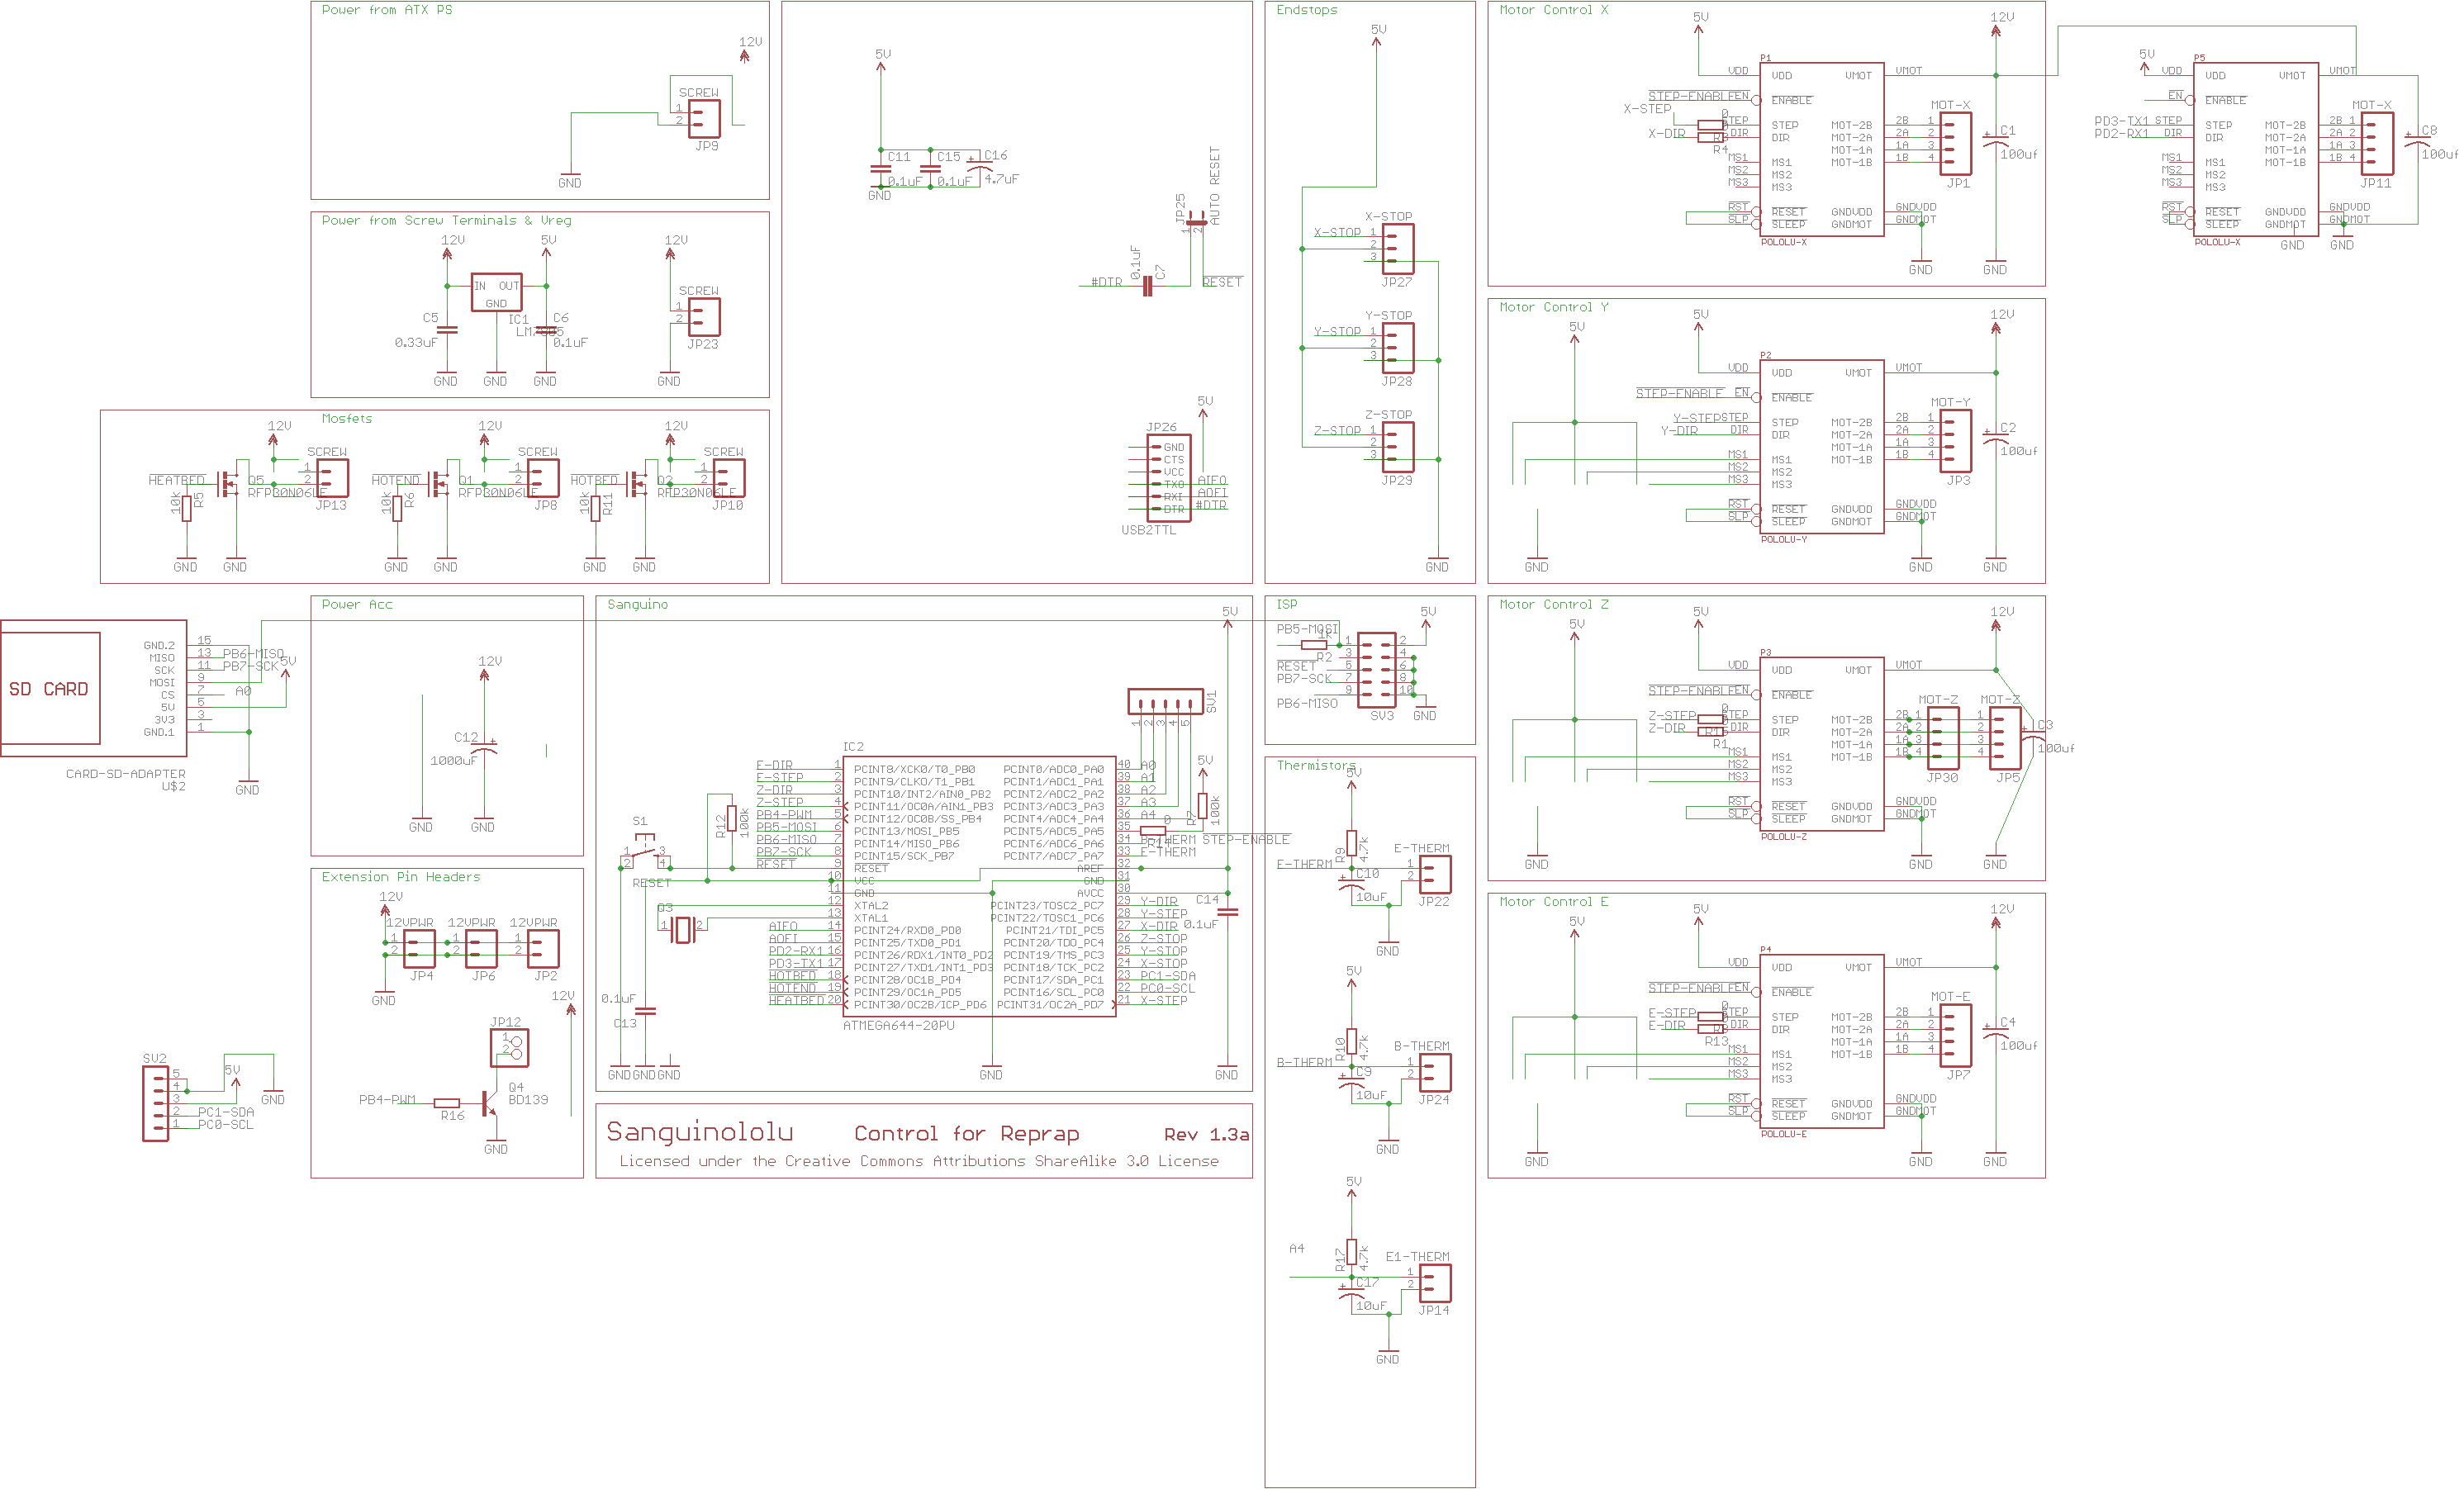 Power from ATX PS
12V
SCREW
1
2
JP9
GND
Power from Screw Terminals & Vreg
12V
5V
12V
IN OUT
GND
IC1
C5
0.33uF
C6
0.1uF
SCREW
1
2
JP23
GND
GND
GND
GND
Mosfets
12V
SCREW
1
2
JP13
HEATBED
Q5
RFP30N06LE
10k
R5
GND
GND
12V
SCREW
1
2
JP8
HOTEND
Q1
RFP30N06LE
10k
R6
GND
GND
12V
SCREW
1
2
JP10
HOTBED
Q2
RFP30N06LE
10k
R11
GND
GND
5V
C11
0.1uF
C15
0.1uF
C16
4.7uF
GND
JP25
AUTO RESET
1
2
0.1uF
C7
#DTR
RESET
5V
JP26
GND
CTS
VCC
TXO
RXI
DTR
AIFO
AOFI
#DTR
USB2TTL
Endstops
5V
X-STOP
X-STOP 1
2
3
JP27
Y-STOP
Y-STOP 1
2
3
JP28
Z-STOP
Z-STOP 1
2
3
JP29
GND
Motor Control X
5V
12V
P1
VDD VDD VMOT VMOT
STEP-ENABLE EN ENABLE
X-STEP STEP STEP MOT-2B 2B 1
X-DIR DIR DIR MOT-2A 2A 2
R4
MOT-1A 1A 3
MS1 MS1 MOT-1B 1B 4
MS2 MS2
MS3 MS3
RST RESET GNDVDD GNDVDD
SLP SLEEP GNDMOT GNDMOT
POLOLU-X
MOT-X
JP1
C1
100uf
GND
GND
5V
P5
VDD VDD VMOT VMOT
EN ENABLE
PD3-TX1 STEP STEP MOT-2B 2B 1
PD2-RX1 DIR DIR MOT-2A 2A 2
MOT-1A 1A 3
MS1 MS1 MOT-1B 1B 4
MS2 MS2
MS3 MS3
RST RESET GNDVDD GNDVDD
SLP SLEEP GNDMOT GNDMOT
POLOLU-X
MOT-X
JP11
C8
100uf
GND
GND
Motor Control Y
5V
5V
12V
P2
VDD VDD VMOT VMOT
STEP-ENABLE EN ENABLE
Y-STEP STEP STEP MOT-2B 2B 1
Y-DIR DIR DIR MOT-2A 2A 2
MOT-1A 1A 3
MS1 MS1 MOT-1B 1B 4
MS2 MS2
MS3 MS3
RST RESET GNDVDD GNDVDD
SLP SLEEP GNDMOT GNDMOT
POLOLU-Y
MOT-Y
JP3
C2
100uf
GND
GND
GND
SD CARD
GND.2 15
MISO 13 PB6-MISO
SCK 11 PB7-SCK
MOSI 9
CS 7 A0
5V 5
3V3 3
GND.1 1
5V
CARD-SD-ADAPTER
U$2
GND
Power Acc
12V
C12
1000uF
GND
GND
Extension Pin Headers
12V
12VPWR
12VPWR
12VPWR
1
2
1
2
1
2
JP4
JP6
JP2
GND
12V
JP12
1
2
PB4-PWM
R16
Q4
BD139
GND
SV2
5
4
3
2 PC1-SDA
1 PC0-SCL
5V
GND
Sanguino
5V
SV1
1 2 3 4 5
IC2
E-DIR 1 PCINT8/XCK0/T0_PB0
E-STEP 2 PCINT9/CLKO/T1_PB1
Z-DIR 3 PCINT10/INT2/AIN0_PB2
Z-STEP 4 PCINT11/OC0A/AIN1_PB3
PB4-PWM 5 PCINT12/OC0B/SS_PB4
PB5-MOSI 6 PCINT13/MOSI_PB5
PB6-MISO 7 PCINT14/MISO_PB6
PB7-SCK 8 PCINT15/SCK_PB7
RESET 9 RESET
10 VCC
11 GND
12 XTAL2
13 XTAL1
AIFO 14 PCINT24/RXD0_PD0
AOFI 15 PCINT25/TXD0_PD1
PD2-RX1 16 PCINT26/RDX1/INT0_PD2
PD3-TX1 17 PCINT27/TXD1/INT1_PD3
HOTBED 18 PCINT28/OC1B_PD4
HOTEND 19 PCINT29/OC1A_PD5
HEATBED 20 PCINT30/OC2B/ICP_PD6
PCINT0/ADC0_PA0 40 A0
PCINT1/ADC1_PA1 39 A1
PCINT2/ADC2_PA2 38 A2
PCINT3/ADC3_PA3 37 A3
PCINT4/ADC4_PA4 36 A4
PCINT5/ADC5_PA5 35
PCINT6/ADC6_PA6 34 B-THERM
PCINT7/ADC7_PA7 33 E-THERM
AREF 32
GND 31
AVCC 30
PCINT23/TOSC2_PC7 29 Y-DIR
PCINT22/TOSC1_PC6 28 Y-STEP
PCINT21/TDI_PC5 27 X-DIR
PCINT20/TDO_PC4 26 Z-STOP
PCINT19/TMS_PC3 25 Y-STOP
PCINT18/TCK_PC2 24 X-STOP
PCINT17/SDA_PC1 23 PC1-SDA
PCINT16/SCL_PC0 22 PC0-SCL
PCINT31/OC2A_PD7 21 X-STEP
ATMEGA644-20PU
5V
R7
100k
0
STEP-ENABLE
S1
1
2
3
4
RESET
R12
100k
Q3
1
2
0.1uF
C13
C14
0.1uF
GND GND GND
GND
GND
Sanguinololu Control for Reprap Rev 1.3a
Licensed under the Creative Commons Attributions ShareAlike 3.0 License
ISP
PB5-MOSI
1k
R2
RESET
PB7-SCK
PB6-MISO
1 2
3 4
5 6
7 8
9 10
SV3
5V
GND
Thermistors
5V
R9
4.7k
E-THERM
C10
10uF
E-THERM
1
2
JP22
GND
5V
R10
4.7k
B-THERM
C9
10uF
B-THERM
1
2
JP24
GND
5V
R17
4.7k
A4
C17
10uF
E1-THERM
1
2
JP14
GND
Motor Control Z
5V
5V
12V
P3
VDD VDD VMOT VMOT
STEP-ENABLE EN ENABLE
Z-STEP STEP STEP MOT-2B 2B 1 1
Z-DIR DIR DIR MOT-2A 2A 2 2
R1
MOT-1A 1A 3 3
MS1 MS1 MOT-1B 1B 4 4
MS2 MS2
MS3 MS3
RST RESET GNDVDD GNDVDD
SLP SLEEP GNDMOT GNDMOT
POLOLU-Z
MOT-Z
JP30
MOT-Z
JP5
C3
100uf
GND
GND
GND
Motor Control E
5V
5V
12V
P4
VDD VDD VMOT VMOT
STEP-ENABLE EN ENABLE
E-STEP STEP STEP MOT-2B 2B 1
E-DIR DIR DIR MOT-2A 2A 2
R13
MOT-1A 1A 3
MS1 MS1 MOT-1B 1B 4
MS2 MS2
MS3 MS3
RST RESET GNDVDD GNDVDD
SLP SLEEP GNDMOT GNDMOT
POLOLU-E
MOT-E
JP7
C4
100uf
GND
GND
GND